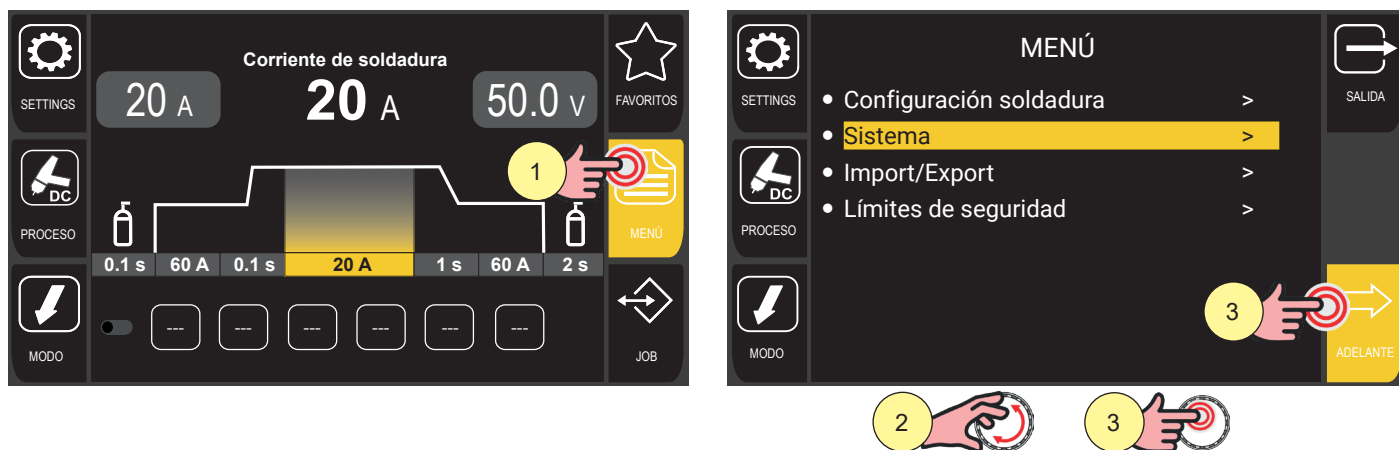 SETTINGS
PROCESO
MODO
Corriente de soldadura
20 A
20 A
50.0 V
0.1 s 60 A 0.1 s 20 A 1 s 60 A 2 s
--- --- --- --- --- ---
DC
FAVORITOS
MENÚ
JOB
1
SETTINGS
PROCESO
MODO
DC
MENÚ
• Configuración soldadura >
• Sistema >
• Import/Export >
• Límites de seguridad >
SALIDA
ADELANTE
3
2
3